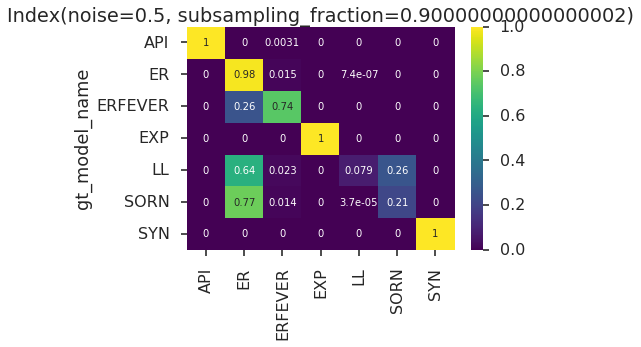 Index(noise=0.5, subsampling_fraction=0.90000000000000002)
gt_model_name
API 1 0 0.0031 0 0 0 0
ER 0 0.98 0.015 0 7.4e-07 0 0
ERFEVER 0 0.26 0.74 0 0 0 0
EXP 0 0 0 1 0 0 0
LL 0 0.64 0.023 0 0.079 0.26 0
SORN 0 0.77 0.014 0 3.7e-05 0.21 0
SYN 0 0 0 0 0 0 1
API ER ERFEVER EXP LL SORN SYN
1.0
0.8
0.6
0.4
0.2
0.0